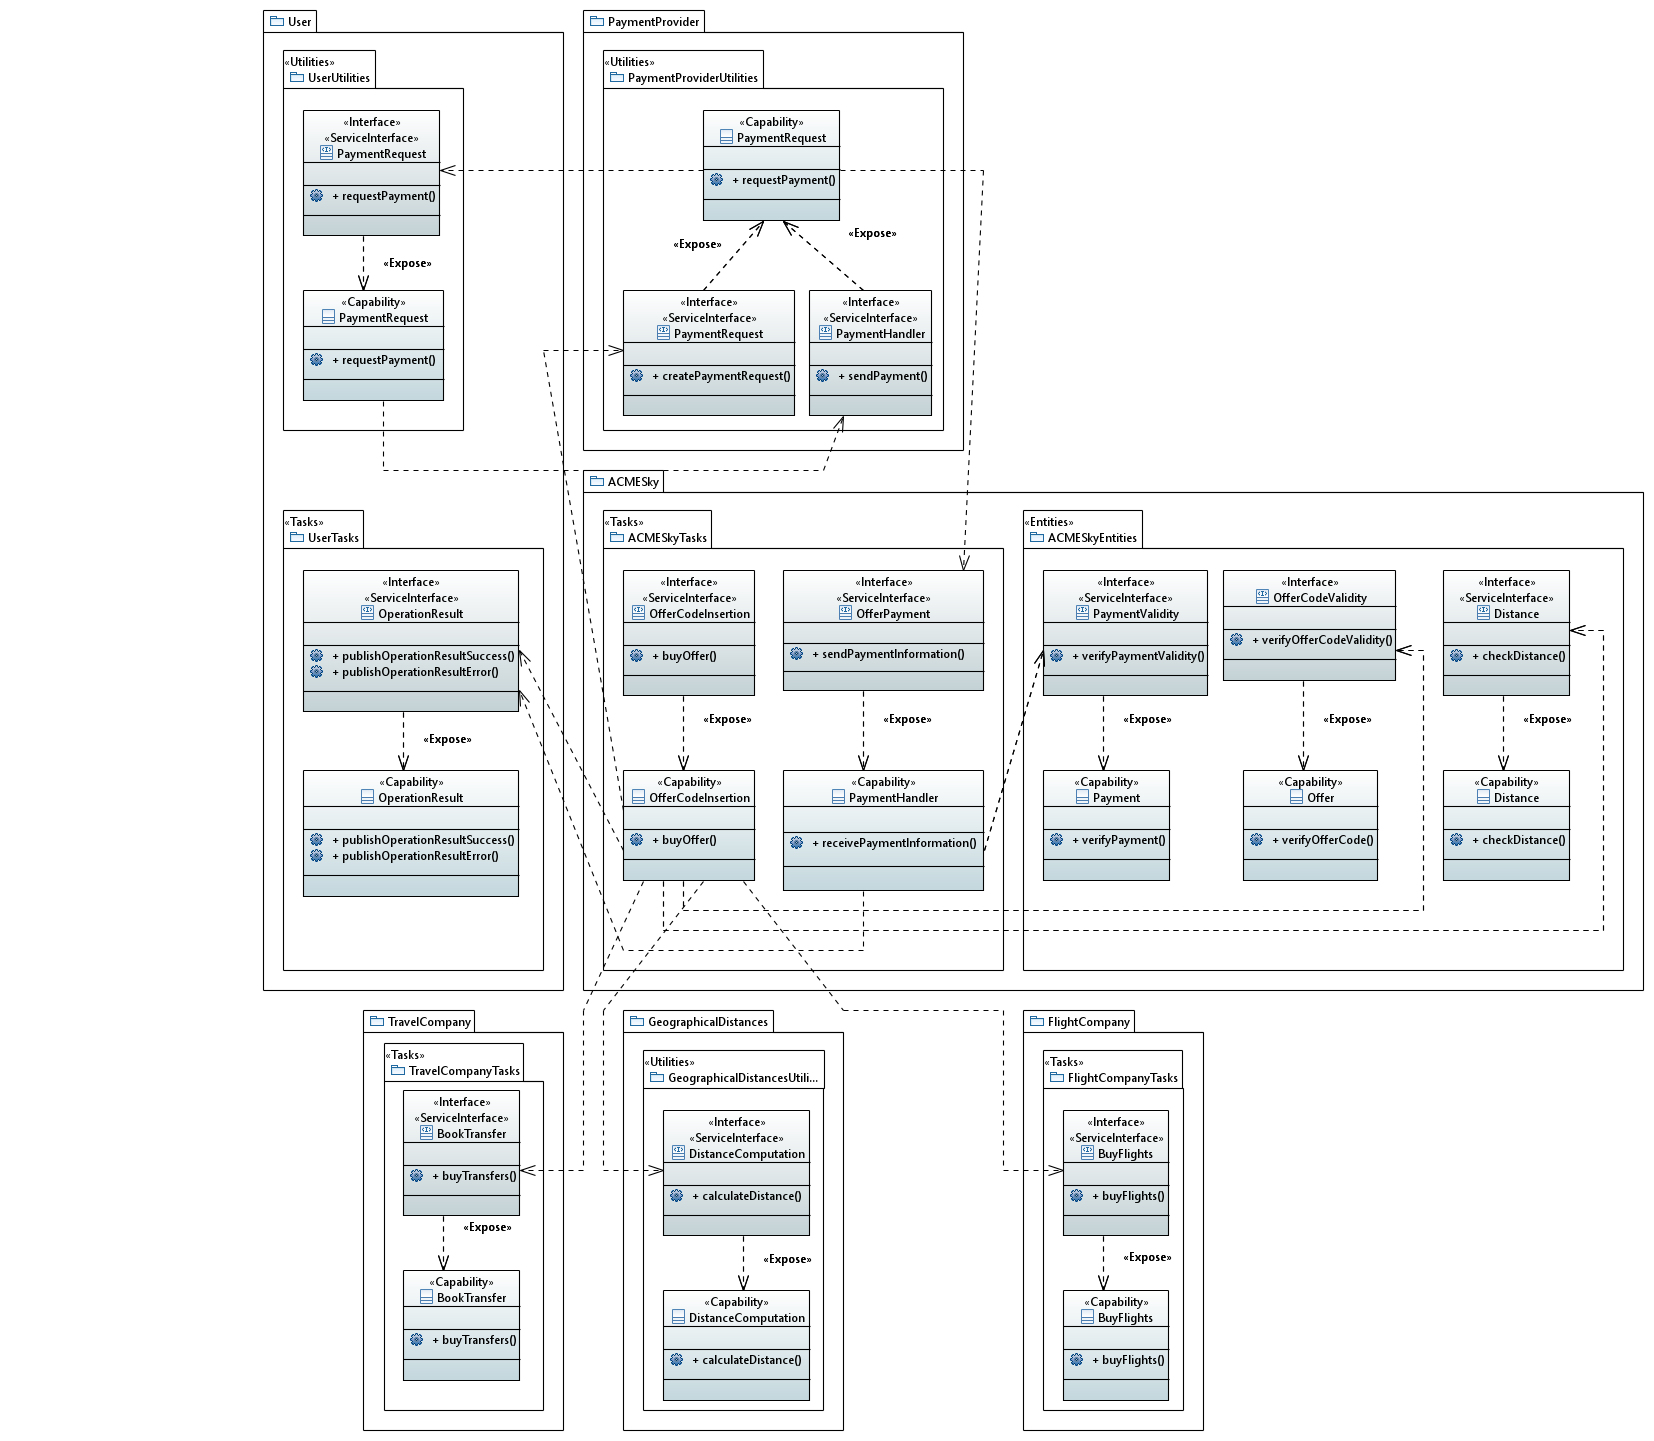 User
«Utilities»
UserUtilities
«Interface»
«ServiceInterface»
PaymentRequest
+ requestPayment()
«Expose»
«Capability»
PaymentRequest
+ requestPayment()
«Tasks»
UserTasks
«Interface»
«ServiceInterface»
OperationResult
+ publishOperationResultSuccess()
+ publishOperationResultError()
«Expose»
«Capability»
OperationResult
+ publishOperationResultSuccess()
+ publishOperationResultError()
PaymentProvider
«Utilities»
PaymentProviderUtilities
«Capability»
PaymentRequest
+ requestPayment()
«Expose»
«Expose»
«Interface»
«ServiceInterface»
PaymentRequest
+ createPaymentRequest()
«Interface»
«ServiceInterface»
PaymentHandler
+ sendPayment()
ACMESky
«Tasks»
ACMESkyTasks
«Interface»
«ServiceInterface»
OfferCodeInsertion
+ buyOffer()
«Expose»
«Capability»
OfferCodeInsertion
+ buyOffer()
«Interface»
«ServiceInterface»
OfferPayment
+ sendPaymentInformation()
«Expose»
«Capability»
PaymentHandler
+ receivePaymentInformation()
«Entities»
ACMESkyEntities
«Interface»
«ServiceInterface»
PaymentValidity
+ verifyPaymentValidity()
«Expose»
«Capability»
Payment
+ verifyPayment()
«Interface»
OfferCodeValidity
+ verifyOfferCodeValidity()
«Expose»
«Capability»
Offer
+ verifyOfferCode()
«Interface»
«ServiceInterface»
Distance
+ checkDistance()
«Expose»
«Capability»
Distance
+ checkDistance()
TravelCompany
«Tasks»
TravelCompanyTasks
«Interface»
«ServiceInterface»
BookTransfer
+ buyTransfers()
«Expose»
«Capability»
BookTransfer
+ buyTransfers()
GeographicalDistances
«Utilities»
GeographicalDistancesUtili...
«Interface»
«ServiceInterface»
DistanceComputation
+ calculateDistance()
«Expose»
«Capability»
DistanceComputation
+ calculateDistance()
FlightCompany
«Tasks»
FlightCompanyTasks
«Interface»
«ServiceInterface»
BuyFlights
+ buyFlights()
«Expose»
«Capability»
BuyFlights
+ buyFlights()